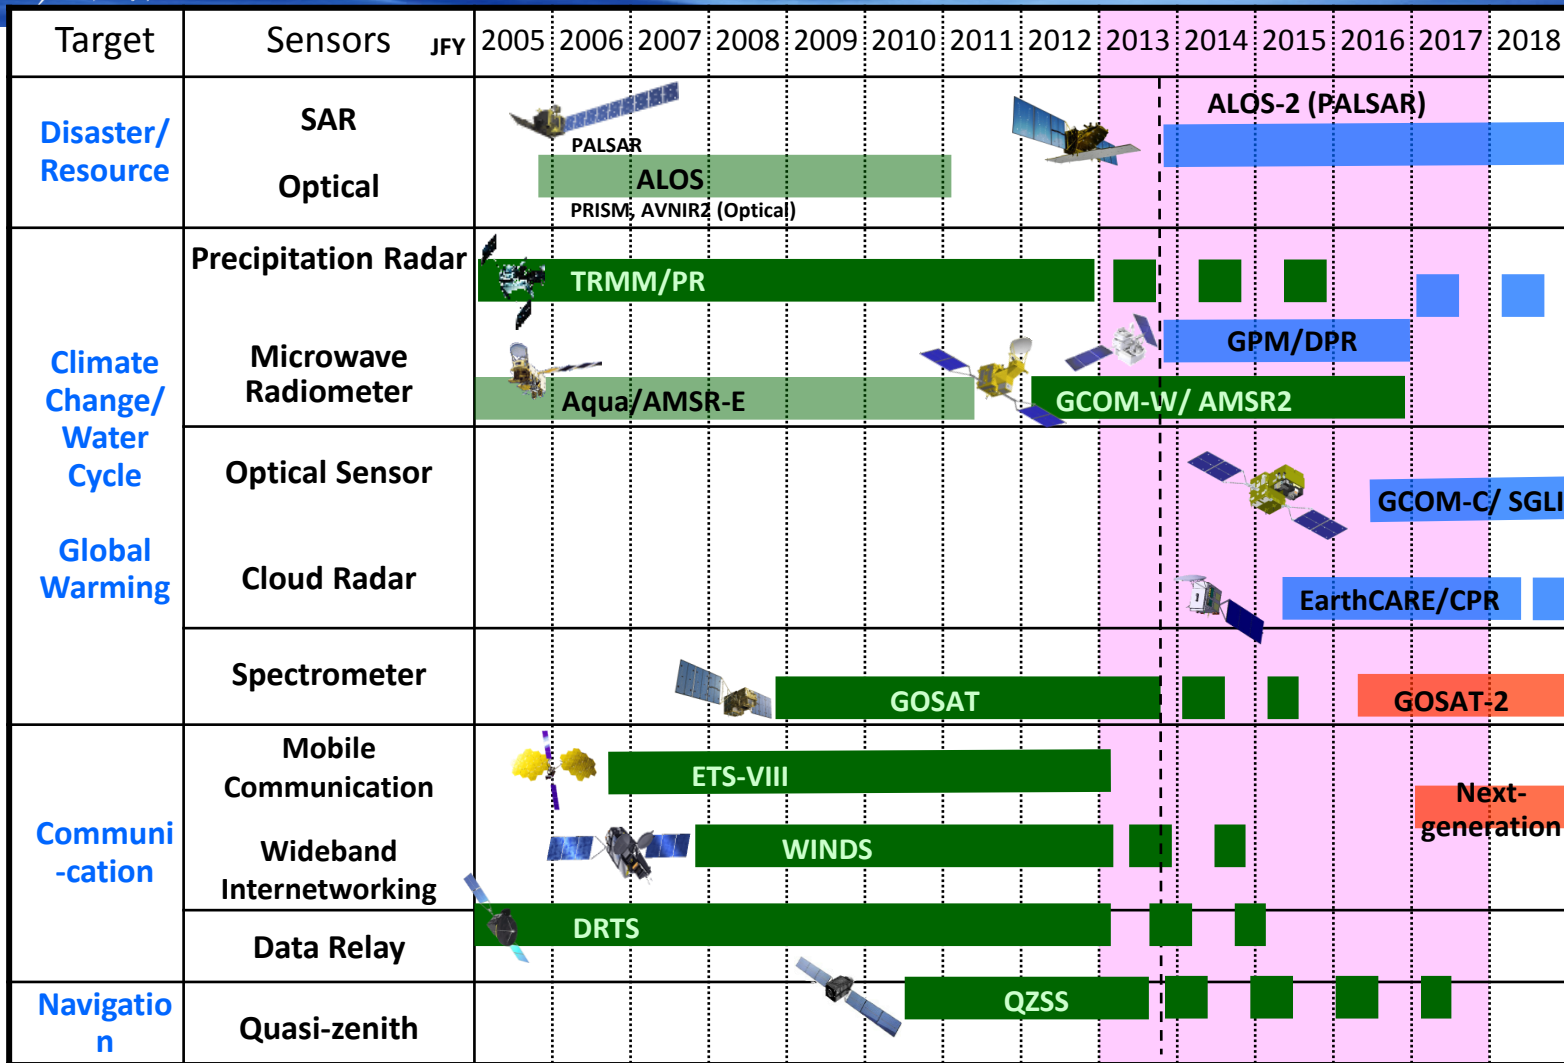 Target Sensors JFY 2005 2006 2007 2008 2009 2010 2011 2012 2013 2014 2015 2016 2017 2018
Disaster/
Resource
SAR
Optical
PALSAR
ALOS
PRISM, AVNIR2 (Optical)
ALOS-2 (PALSAR)
Climate
Change/
Water
Cycle
Global
Warming
Precipitation Radar
TRMM/PR
GPM/DPR
Microwave
Radiometer
Aqua/AMSR-E
GCOM-W/ AMSR2
Optical Sensor
GCOM-C/ SGLI
Cloud Radar
EarthCARE/CPR
Spectrometer
GOSAT
GOSAT-2
Communi
-cation
Mobile
Communication
ETS-VIII
Next-
generation
Wideband
Internetworking
WINDS
Data Relay
DRTS
Navigatio
n
Quasi-zenith
QZSS